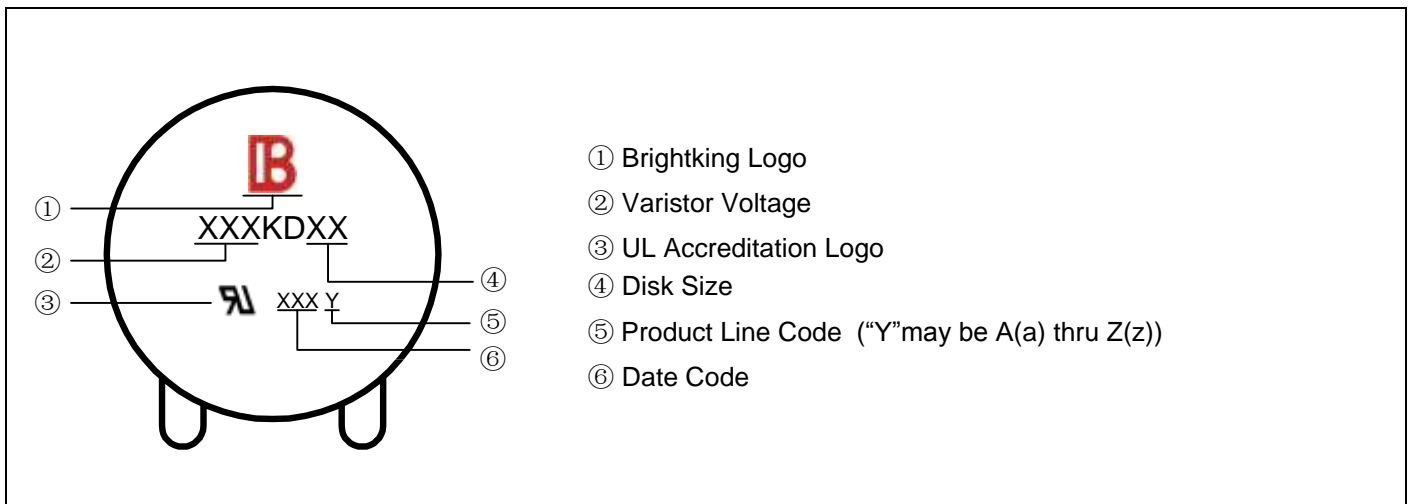 B
① XXXKDXX
② ④
③ RU XXX Y
⑤
⑥
① Brightking Logo
② Varistor Voltage
③ UL Accreditation Logo
④ Disk Size
⑤ Product Line Code (“Y”may be A(a) thru Z(z))
⑥ Date Code